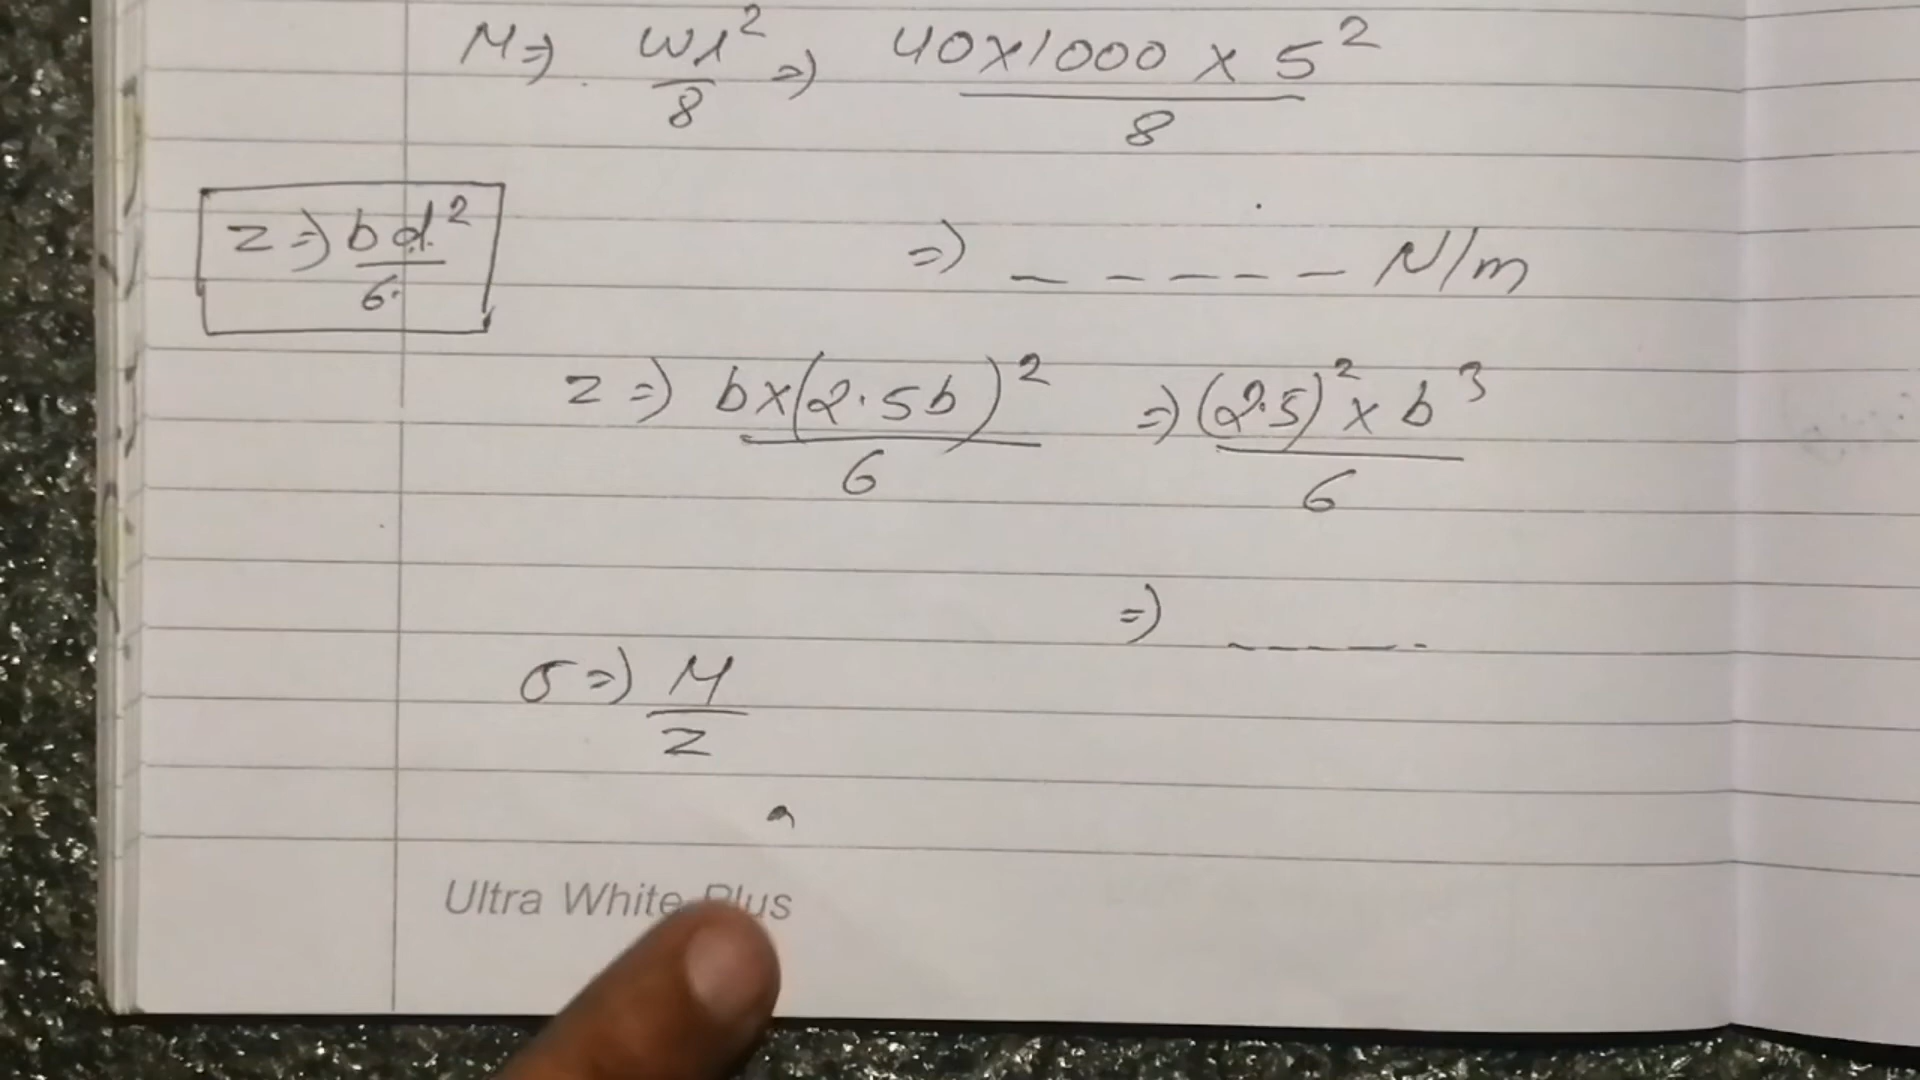 M⇒ wl²/8 ⇒ 40×1000 × 5²/8
z⇒ bd²/6
⇒ _ _ _ _ _ N/m
z⇒ b×(2.5b)²/6 ⇒ (2.5)² × b³/6
⇒ _ _ _ _ _
σ⇒ M/z
Ultra White Plus